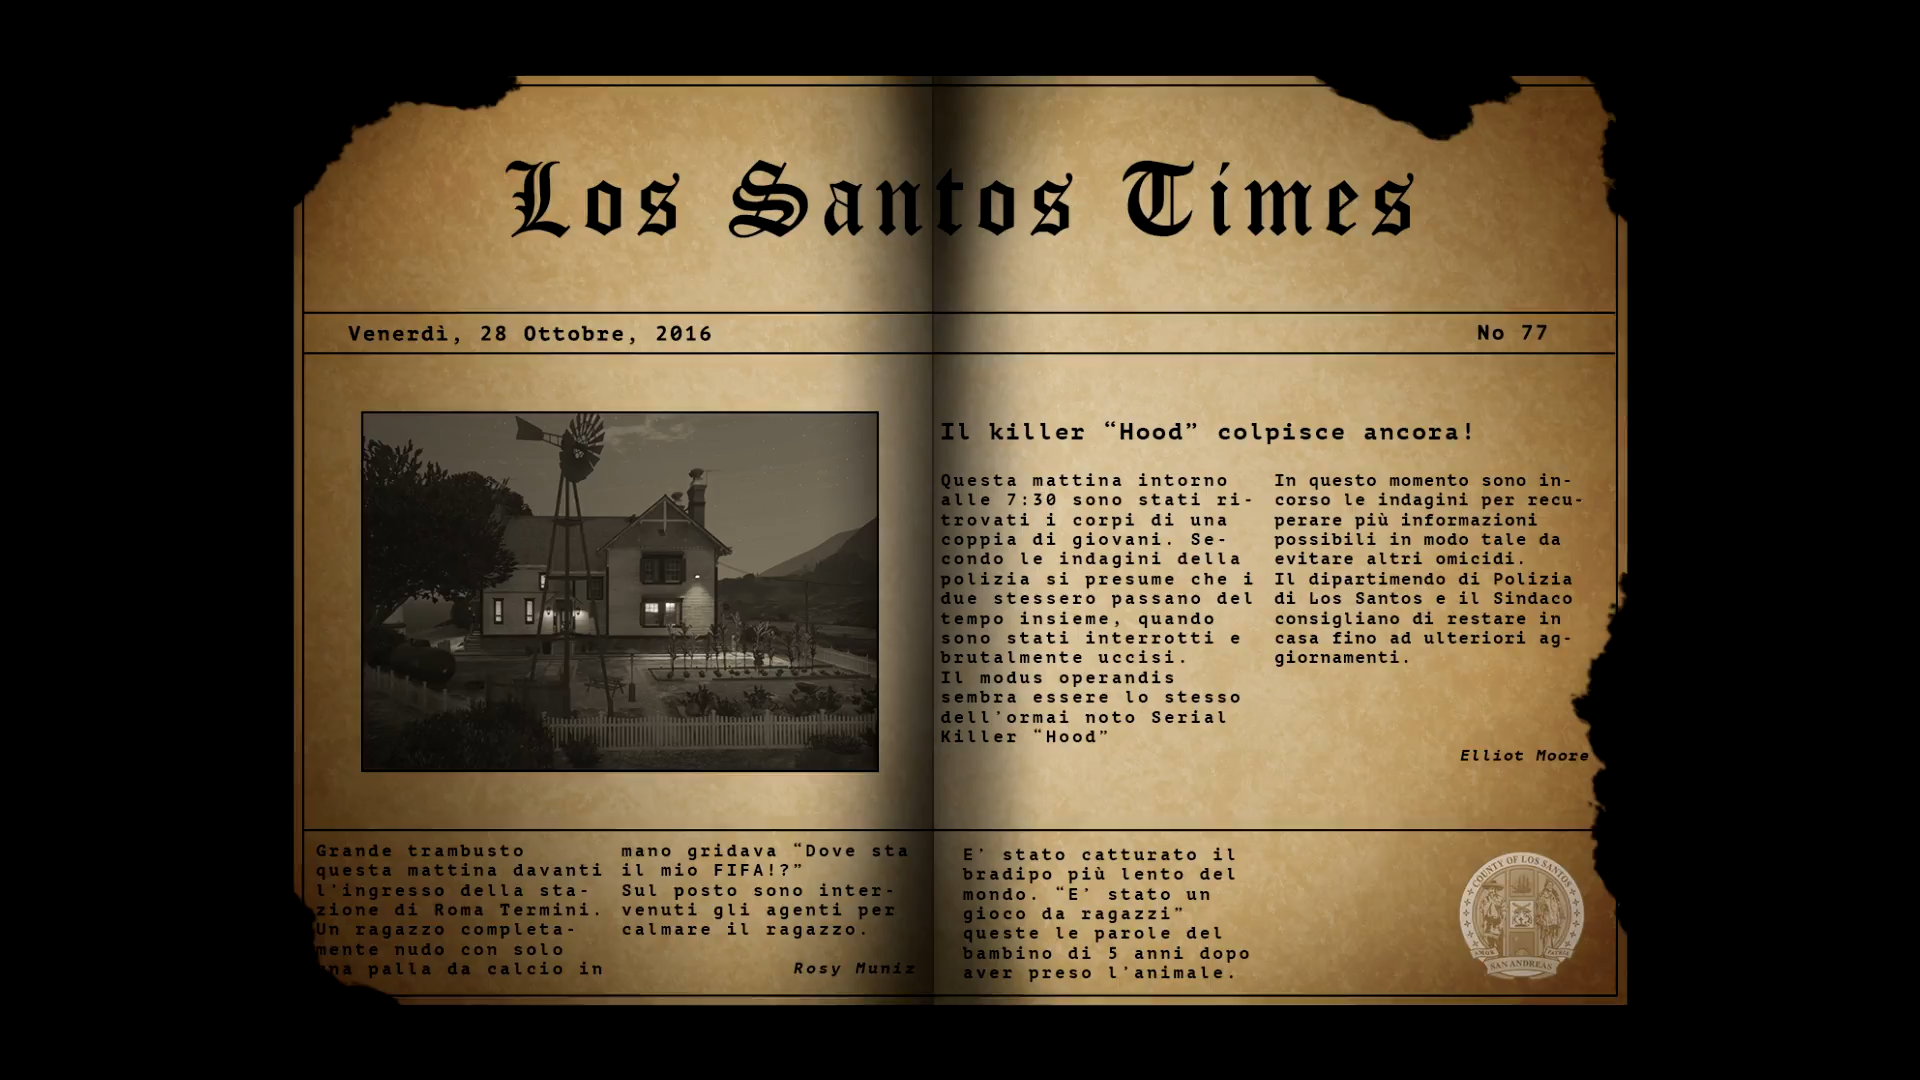 Los Santos Times
Venerdì, 28 Ottobre, 2016
No 77
Il killer “Hood” colpisce ancora!
Questa mattina intorno
alle 7:30 sono stati ri-
trovati i corpi di una
coppia di giovani. Se-
condo le indagini della
polizia si presume che i
due stessero passano del
tempo insieme, quando
sono stati interrotti e
brutalmente uccisi.
Il modus operandis
sembra essere lo stesso
dell'ormai noto Serial
Killer “Hood”
In questo momento sono in-
corso le indagini per recu-
perare più informazioni
possibili in modo tale da
evitare altri omicidi.
Il dipartimendo di Polizia
di Los Santos e il Sindaco
consigliano di restare in
casa fino ad ulteriori ag-
giornamenti.
Elliot Moore
Grande trambusto
questa mattina davanti
l'ingresso della sta-
zione di Roma Termini.
Un ragazzo completa-
mente nudo con solo
una palla da calcio in
mano gridava “Dove sta
il mio FIFA!?”
Sul posto sono inter-
venuti gli agenti per
calmare il ragazzo.
Rosy Muniz
E' stato catturato il
bradipo più lento del
mondo. “E' stato un
gioco da ragazzi”
queste le parole del
bambino di 5 anni dopo
aver preso l'animale.
COUNTY OF LOS SANTOS
AMOR PATRIA
SAN ANDREAS